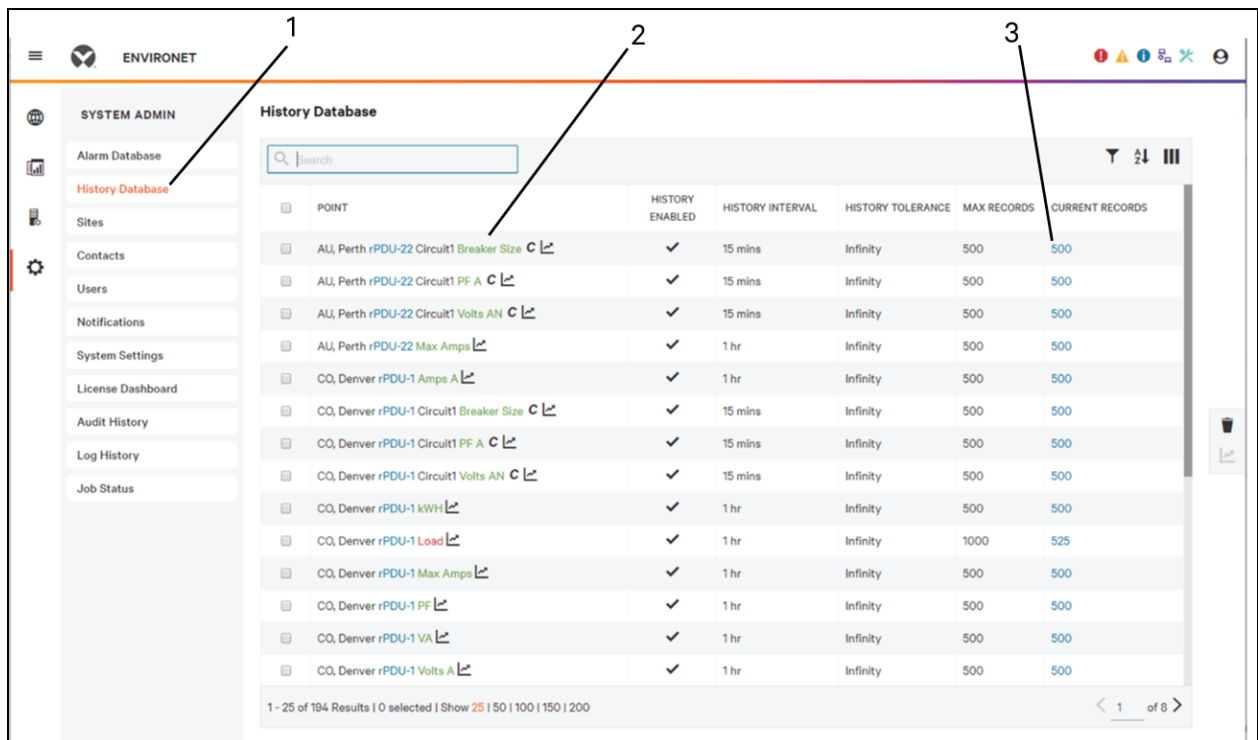 1
2
3
ENVIRONET
SYSTEM ADMIN
Alarm Database
History Database
Sites
Contacts
Users
Notifications
System Settings
License Dashboard
Audit History
Log History
Job Status
History Database
Search
POINT HISTORY ENABLED HISTORY INTERVAL HISTORY TOLERANCE MAX RECORDS CURRENT RECORDS
AU, Perth rPDU-22 Circuit1 Breaker Size C 15 mins Infinity 500 500
AU, Perth rPDU-22 Circuit1 PF A C 15 mins Infinity 500 500
AU, Perth rPDU-22 Circuit1 Volts AN C 15 mins Infinity 500 500
AU, Perth rPDU-22 Max Amps 1 hr Infinity 500 500
CO, Denver rPDU-1 Amps A 1 hr Infinity 500 500
CO, Denver rPDU-1 Circuit1 Breaker Size C 15 mins Infinity 500 500
CO, Denver rPDU-1 Circuit1 PF A C 15 mins Infinity 500 500
CO, Denver rPDU-1 Circuit1 Volts AN C 15 mins Infinity 500 500
CO, Denver rPDU-1 kWH 1 hr Infinity 500 500
CO, Denver rPDU-1 Load 1 hr Infinity 1000 525
CO, Denver rPDU-1 Max Amps 1 hr Infinity 500 500
CO, Denver rPDU-1 PF 1 hr Infinity 500 500
CO, Denver rPDU-1 VA 1 hr Infinity 500 500
CO, Denver rPDU-1 Volts A 1 hr Infinity 500 500
1 - 25 of 194 Results | 0 selected | Show 25 | 50 | 100 | 150 | 200
< 1 of 8 >